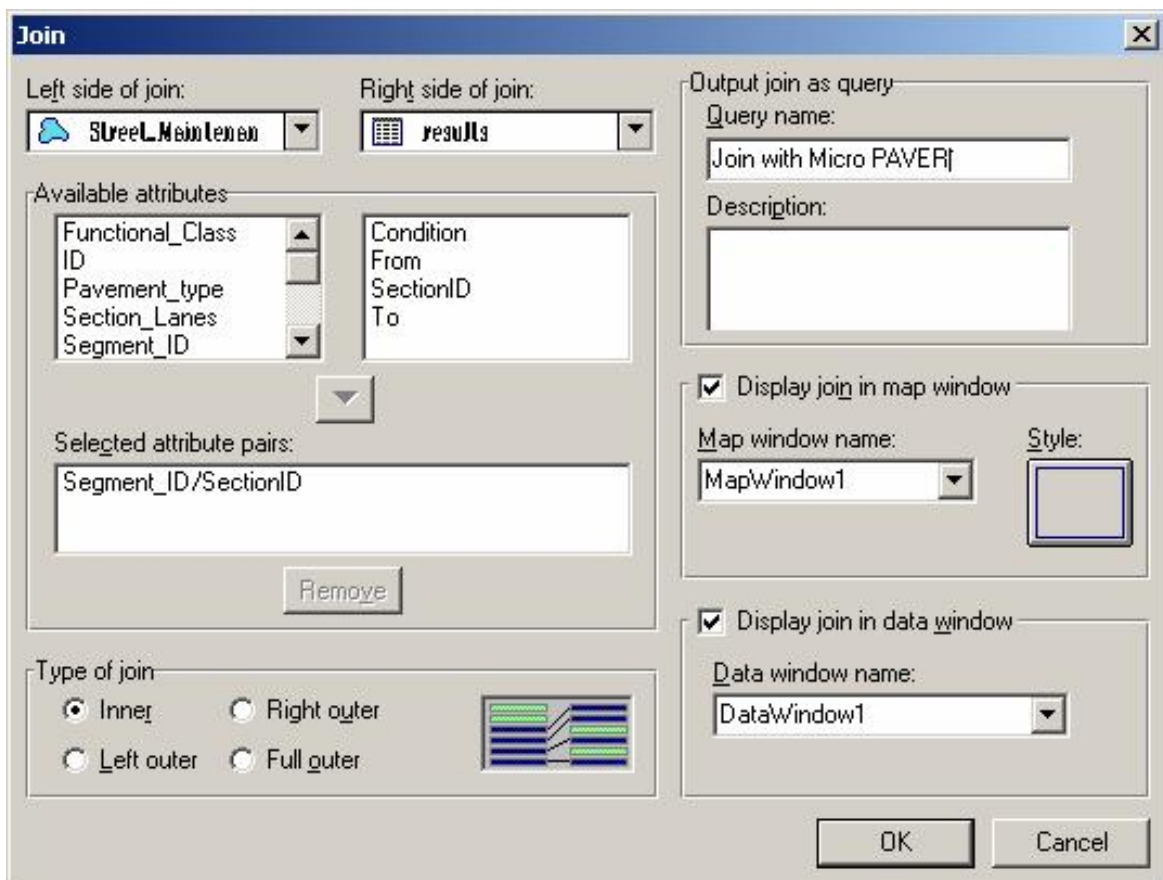 Join
Left side of join:
Street_Maintenan
Right side of join:
results
Available attributes
Functional_Class
ID
Pavement_type
Section_Lanes
Segment_ID
Condition
From
SectionID
To
Selected attribute pairs:
Segment_ID/SectionID
Remove
Type of join
Inner
Right outer
Left outer
Full outer
Output join as query
Query name:
Join with Micro PAVER
Description:
Display join in map window
Map window name:
MapWindow1
Style:
Display join in data window
Data window name:
DataWindow1
OK
Cancel